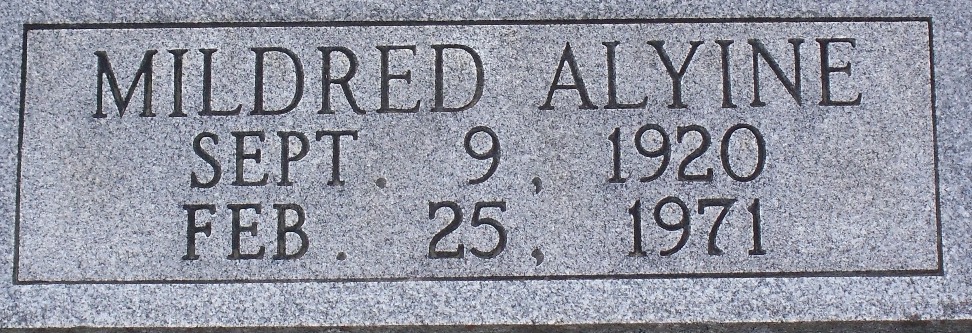 MILDRED ALYINE
SEPT. 9, 1920
FEB. 25, 1971